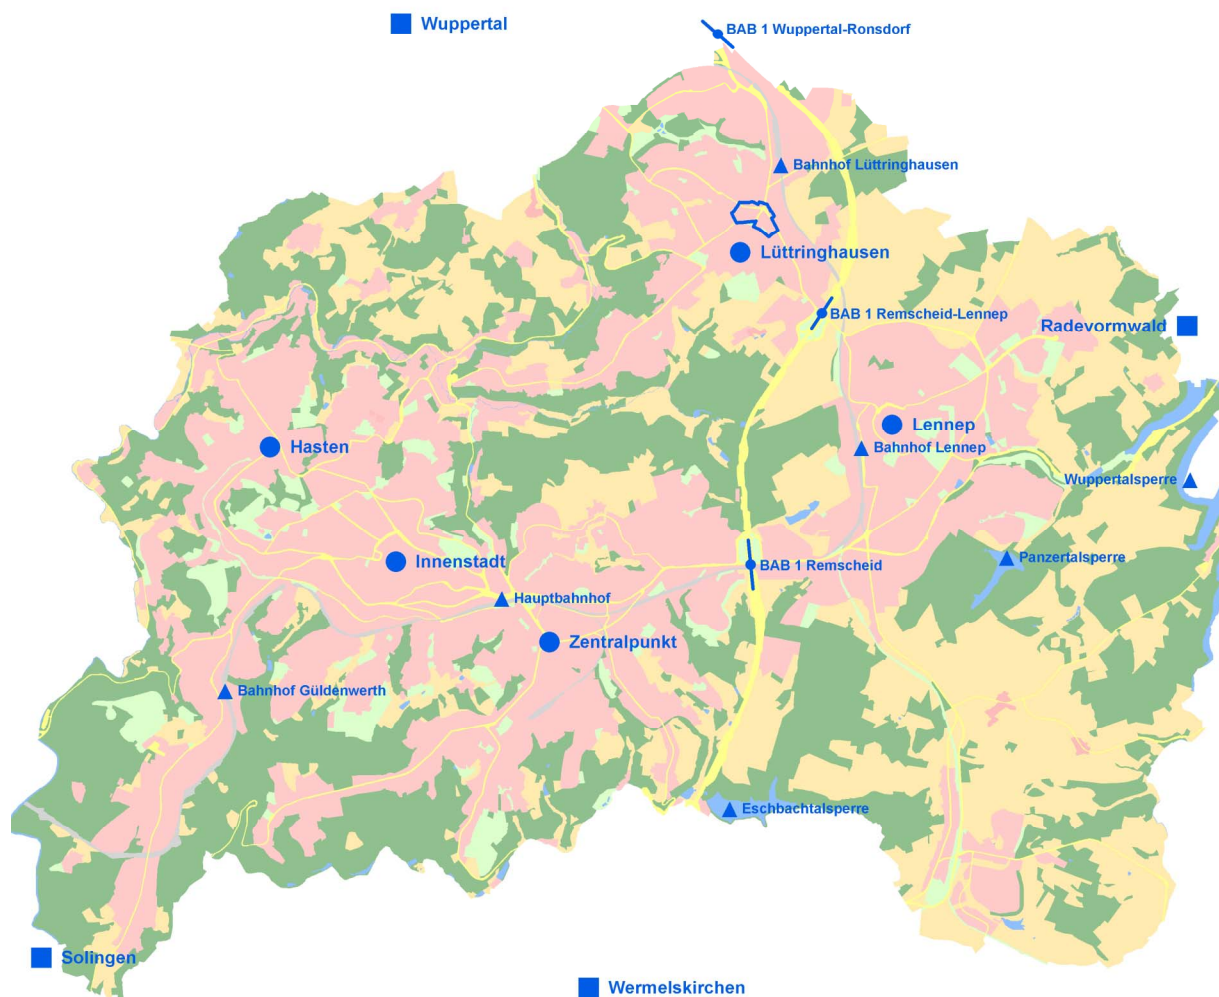 Wuppertal
BAB 1 Wuppertal-Ronsdorf
Bahnhof Lüttringhausen
Lüttringhausen
BAB 1 Remscheid-Lennep
Radevormwald
Lennep
Hasten
Bahnhof Lennep
Wuppertalsperre
Panzertalsperre
Innenstadt
BAB 1 Remscheid
Hauptbahnhof
Zentralpunkt
Bahnhof Güldenwerth
Eschbachtalsperre
Solingen
Wermelskirchen